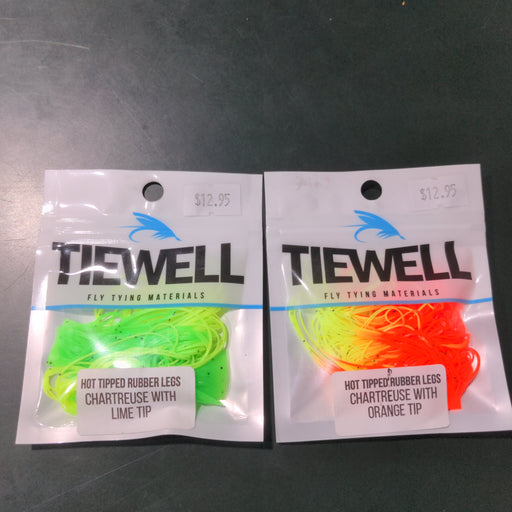 $12.95
TIEWELL
FLY TYING MATERIALS
HOT TIPPED RUBBER LEGS
CHARTREUSE WITH
LIME TIP
$12.95
TIEWELL
FLY TYING MATERIALS
HOT TIPPED RUBBER LEGS
CHARTREUSE WITH
ORANGE TIP